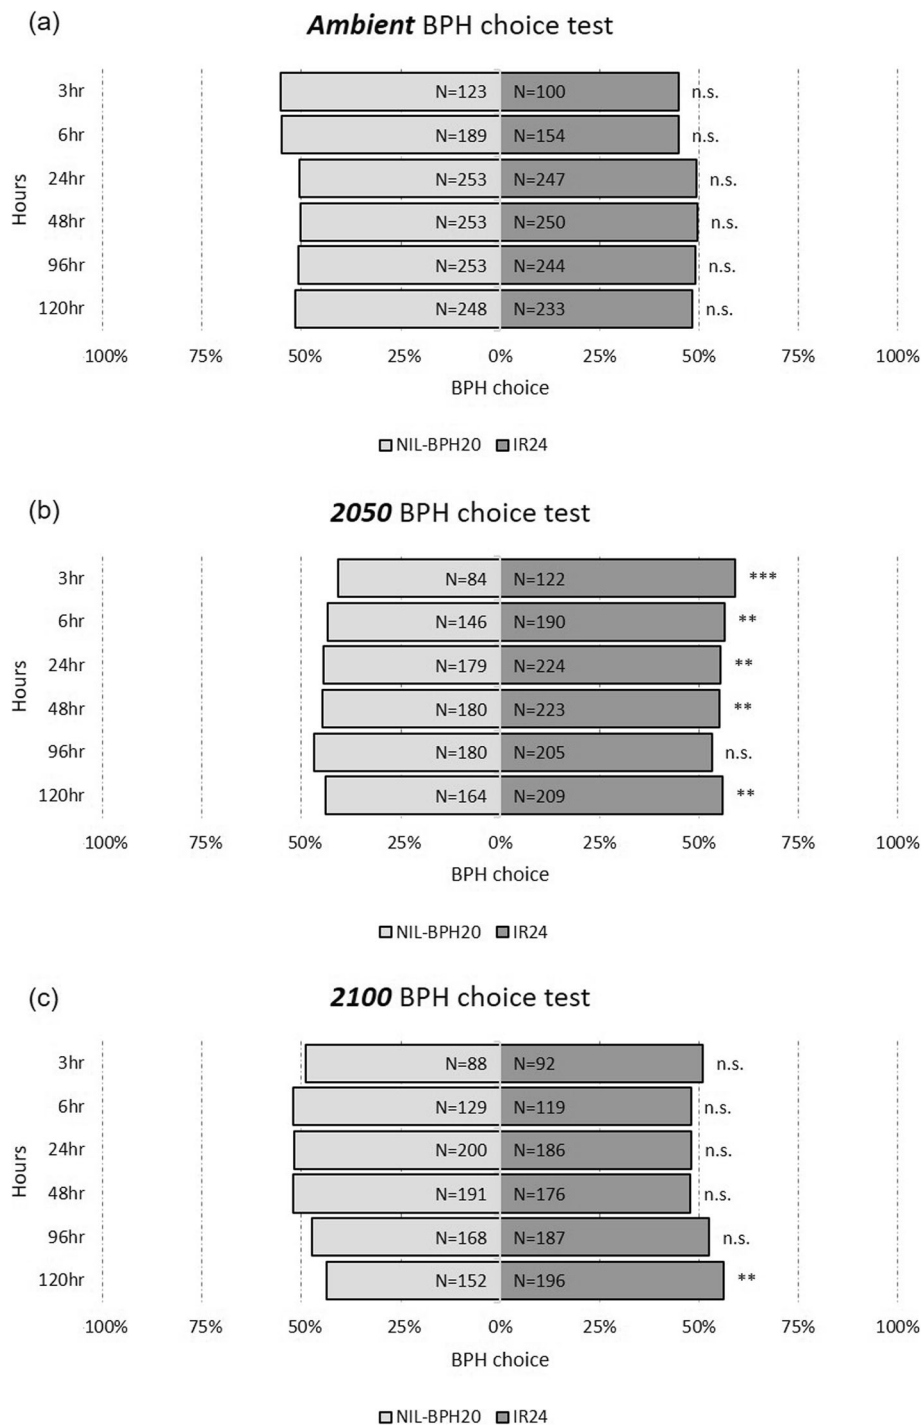 (a)
Ambient BPH choice test
Hours
3hr N=123 N=100 n.s.
6hr N=189 N=154 n.s.
24hr N=253 N=247 n.s.
48hr N=253 N=250 n.s.
96hr N=253 N=244 n.s.
120hr N=248 N=233 n.s.
100% 75% 50% 25% 0% 25% 50% 75% 100%
BPH choice
NIL-BPH20 IR24
(b)
2050 BPH choice test
Hours
3hr N=84 N=122 ***
6hr N=146 N=190 **
24hr N=179 N=224 **
48hr N=180 N=223 **
96hr N=180 N=205 n.s.
120hr N=164 N=209 **
100% 75% 50% 25% 0% 25% 50% 75% 100%
BPH choice
NIL-BPH20 IR24
(c)
2100 BPH choice test
Hours
3hr N=88 N=92 n.s.
6hr N=129 N=119 n.s.
24hr N=200 N=186 n.s.
48hr N=191 N=176 n.s.
96hr N=168 N=187 n.s.
120hr N=152 N=196 **
100% 75% 50% 25% 0% 25% 50% 75% 100%
BPH choice
NIL-BPH20 IR24